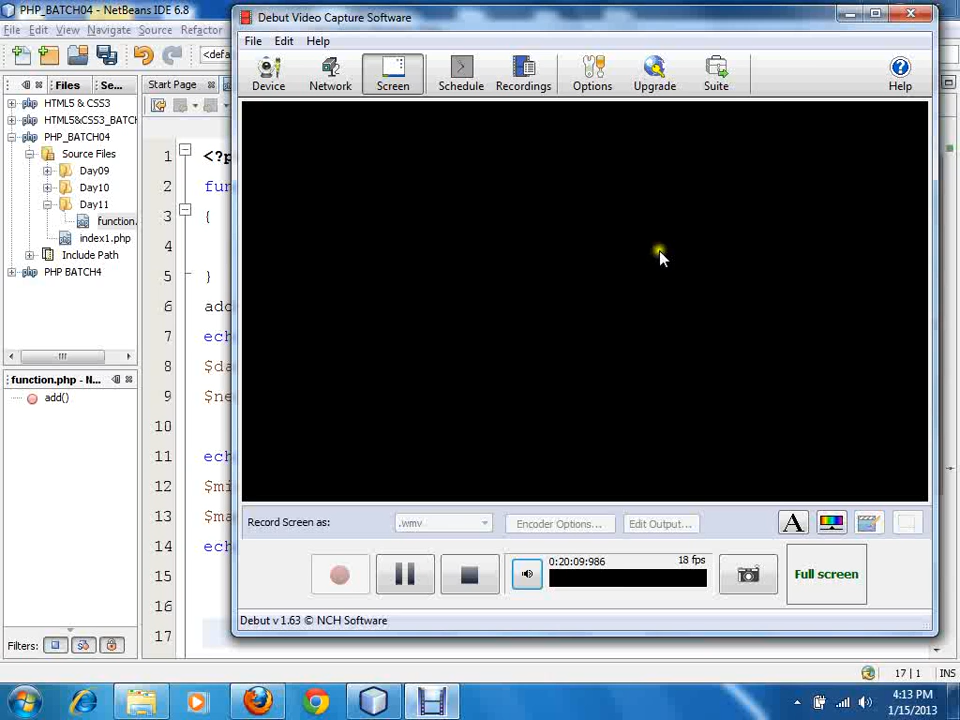 PHP_BATCH04 - NetBeans IDE 6.8
File Edit View Navigate Source Refactor
Files
Se...
Start Page
HTML5 & CSS3
HTML5&CSS3_BATCH
PHP_BATCH04
Source Files
Day09
Day10
Day11
function.
index1.php
Include Path
PHP BATCH4
function.php - N...
add()
Filters:
1 <?p
2 fun
3 {
4
5 }
6 add
7 ech
8 $da
9 $ne
10
11 ech
12 $mi
13 $ma
14 ech
15
16
17
Debut Video Capture Software
File Edit Help
Device Network Screen Schedule Recordings Options Upgrade Suite Help
Record Screen as: .wmv Encoder Options... Edit Output...
A
0:20:09:986 18 fps
Full screen
Debut v 1.63 © NCH Software
17 | 1 INS
4:13 PM
1/15/2013